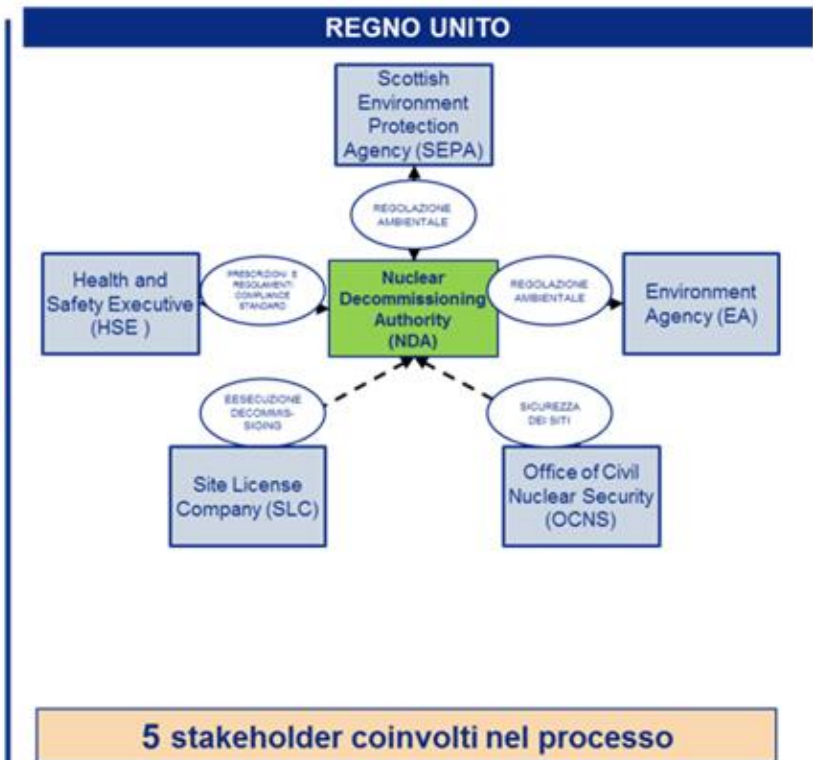 REGNO UNITO
Scottish
Environment
Protection
Agency (SEPA)
REGOLAZIONE
AMBIENTALE
Health and
Safety Executive
(HSE )
PRESCRIZIONI E
REGOLAMENTI
COMPLIANCE
STANDARD
Nuclear
Decommissioning
Authority
(NDA)
REGOLAZIONE
AMBIENTALE
Environment
Agency (EA)
EESECUZIONE
DECOMMIS-
SIOING
SICUREZZA
DEI SITI
Site License
Company (SLC)
Office of Civil
Nuclear Security
(OCNS)
5 stakeholder coinvolti nel processo